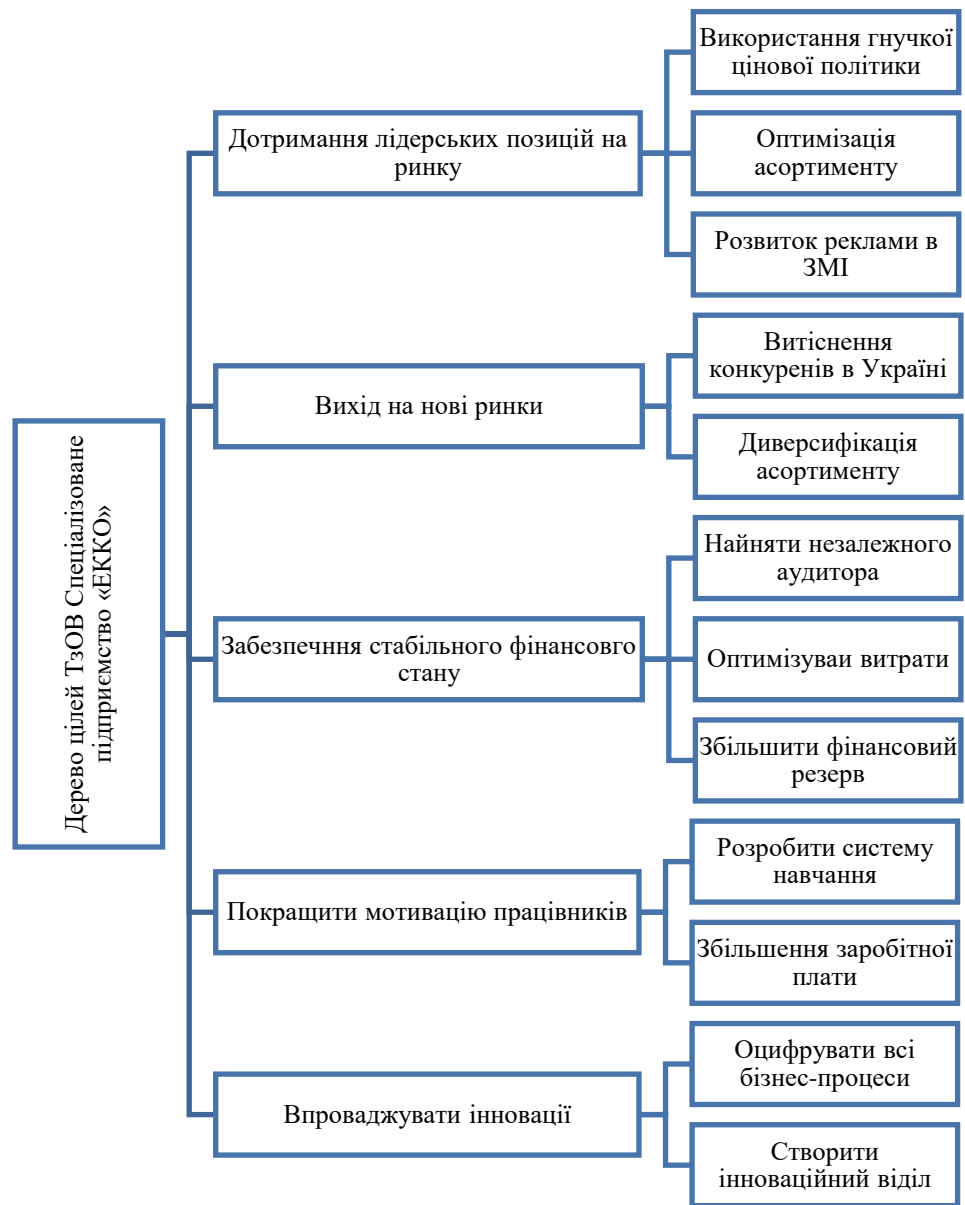 Дерево цілей ТзОВ Спеціалізоване
підприємство «ЕККО»
Дотримання лідерських позицій на
ринку
Використання гнучкої
цінової політики
Оптимізація
асортименту
Розвиток реклами в
ЗМІ
Вихід на нові ринки
Витіснення
конкуренів в Україні
Диверсифікація
асортименту
Забезпечння стабільного фінансовго
стану
Найняти незалежного
аудитора
Оптимізуваи витрати
Збільшити фінансовий
резерв
Покращити мотивацію працівників
Розробити систему
навчання
Збільшення заробітної
плати
Впроваджувати інновації
Оцифрувати всі
бізнес-процеси
Створити
інноваційний віділ